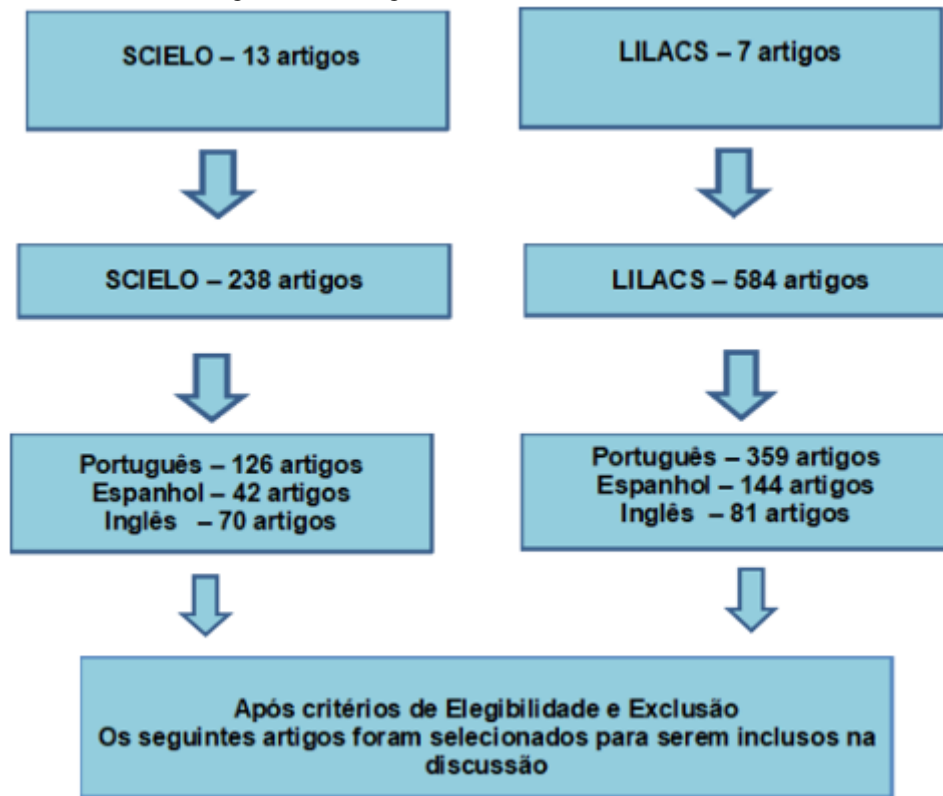 SCIELO – 13 artigos
LILACS – 7 artigos
SCIELO – 238 artigos
LILACS – 584 artigos
Português – 126 artigos
Espanhol – 42 artigos
Inglês – 70 artigos
Português – 359 artigos
Espanhol – 144 artigos
Inglês – 81 artigos
Após critérios de Elegibilidade e Exclusão
Os seguintes artigos foram selecionados para serem inclusos na
discussão